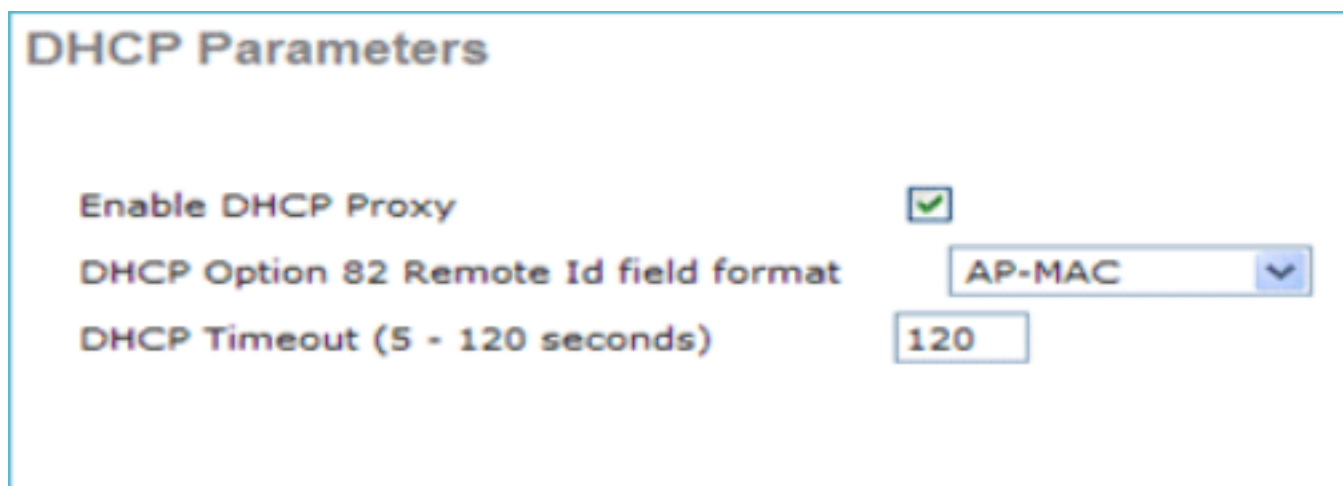 DHCP Parameters
Enable DHCP Proxy
DHCP Option 82 Remote Id field format AP-MAC
DHCP Timeout (5 - 120 seconds) 120